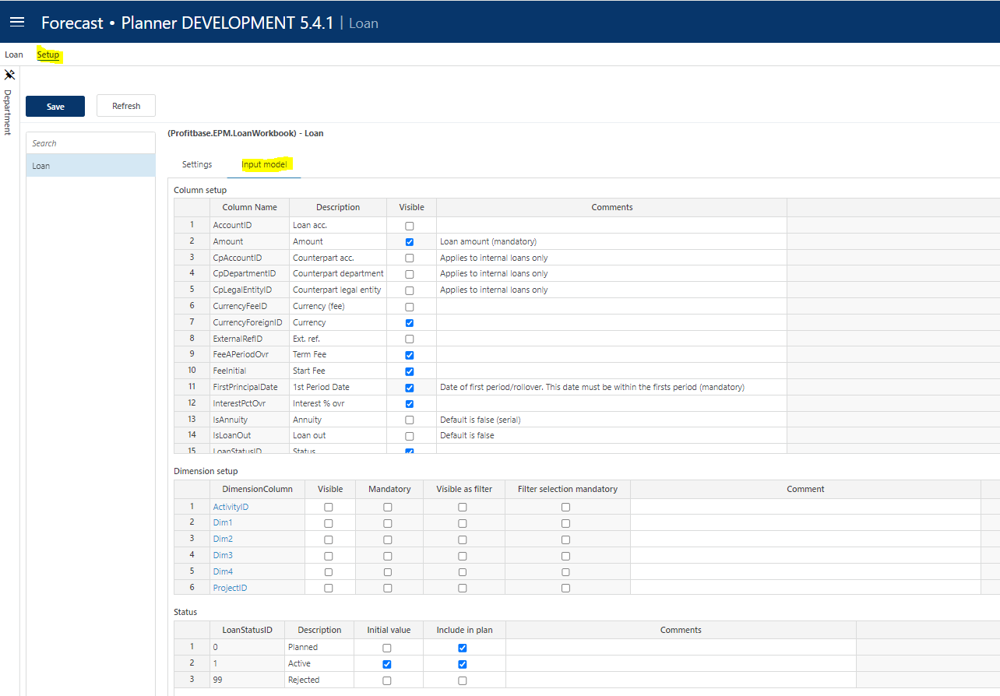 Forecast • Planner DEVELOPMENT 5.4.1 | Loan
Loan Setup
Department
Save Refresh
(Profitbase.EPM.LoanWorkbook) - Loan
Search
Loan
Settings Input model
Column setup
Column Name Description Visible Comments
1 AccountID Loan acc.
2 Amount Amount Loan amount (mandatory)
3 CpAccountID Counterpart acc. Applies to internal loans only
4 CpDepartmentID Counterpart department Applies to internal loans only
5 CpLegalEntityID Counterpart legal entity Applies to internal loans only
6 CurrencyFeeID Currency (fee)
7 CurrencyForeignID Currency
8 ExternalRefID Ext. ref.
9 FeeAPeriodOvr Term Fee
10 FeeInitial Start Fee
11 FirstPrincipalDate 1st Period Date Date of first period/rollover. This date must be within the firsts period (mandatory)
12 InterestPctOvr Interest % ovr
13 IsAnnuity Annuity Default is false (serial)
14 IsLoanOut Loan out Default is false
15 LoanStatusID Status
Dimension setup
DimensionColumn Visible Mandatory Visible as filter Filter selection mandatory Comment
1 ActivityID
2 Dim1
3 Dim2
4 Dim3
5 Dim4
6 ProjectID
Status
LoanStatusID Description Initial value Include in plan Comments
1 0 Planned
2 1 Active
3 99 Rejected